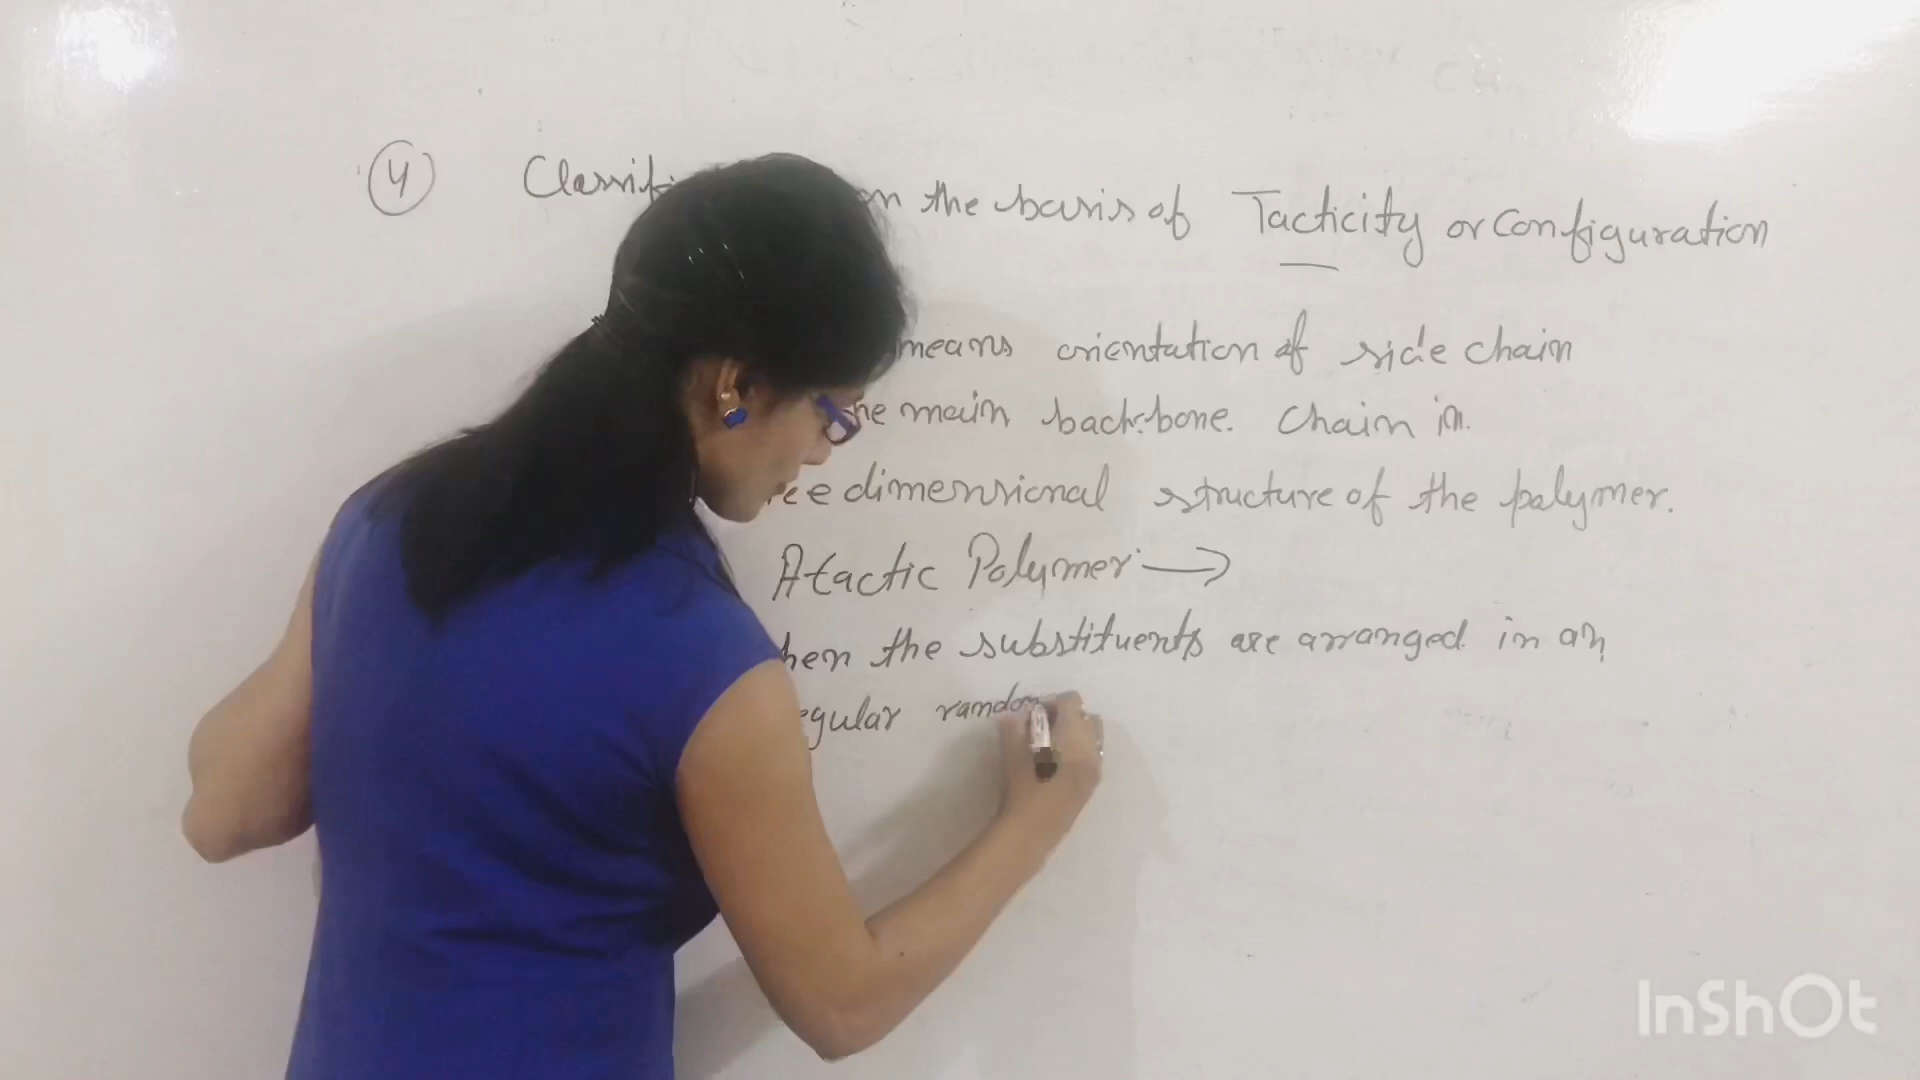 4 Classifi n the basis of Tacticity or Configuration
means orientation of side chain
he main backbone. Chain in
ee dimensional structure of the polymer.
Atactic Polymer →
hen the substituents are arranged in an
egular random
InShOt